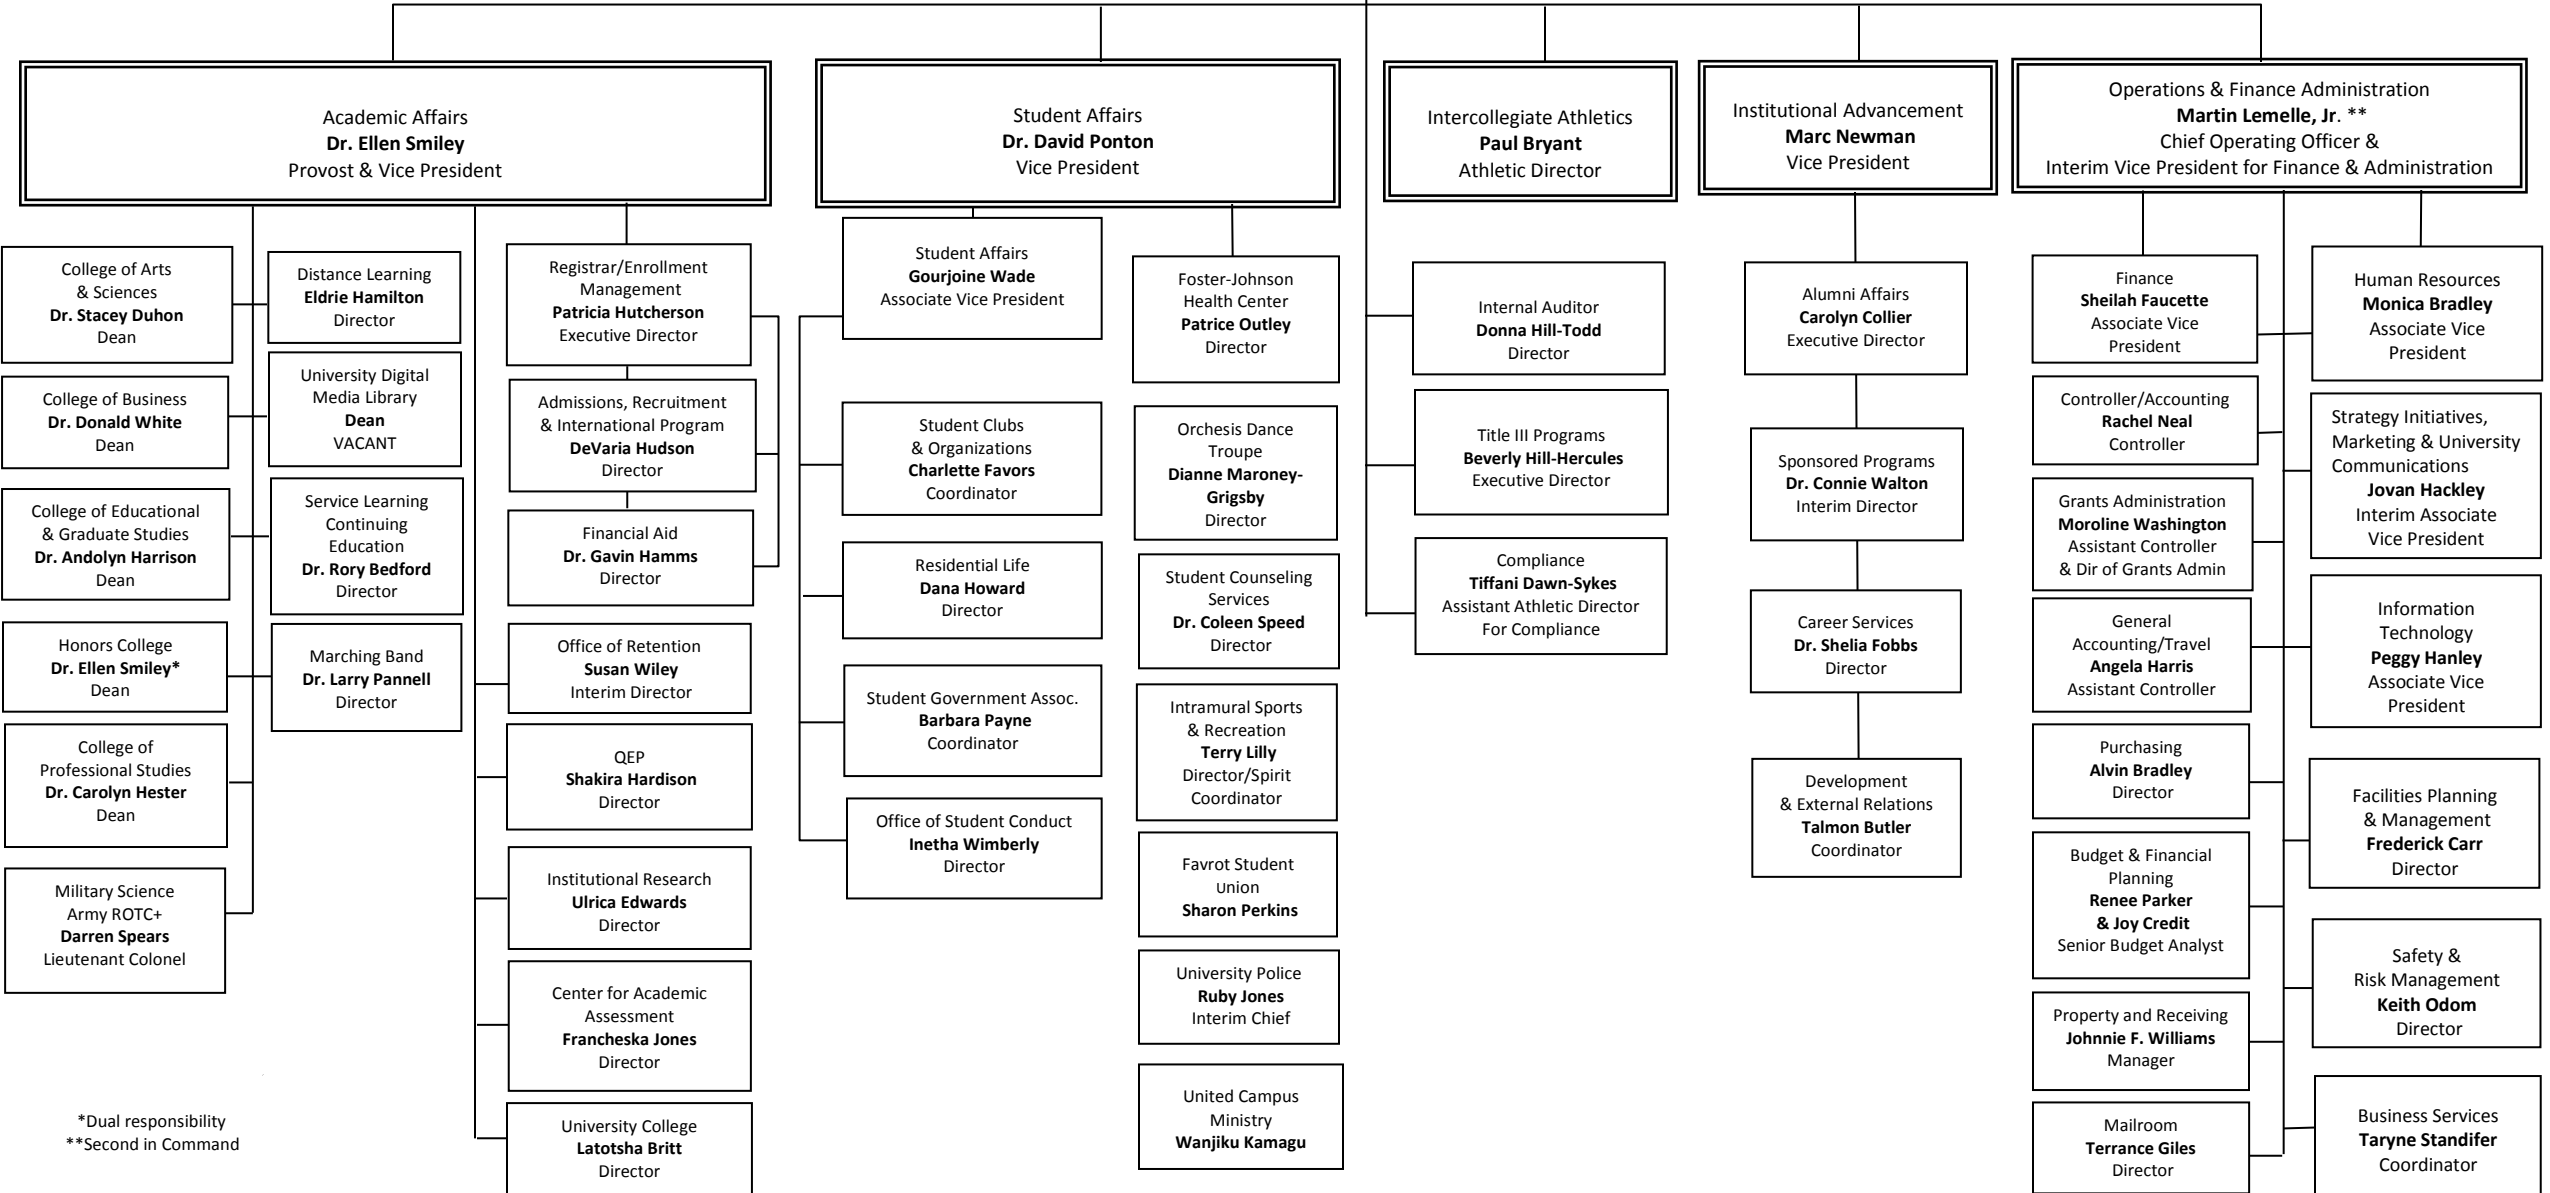 Academic Affairs
Dr. Ellen Smiley
Provost & Vice President
Student Affairs
Dr. David Ponton
Vice President
Intercollegiate Athletics
Paul Bryant
Athletic Director
Institutional Advancement
Marc Newman
Vice President
Operations & Finance Administration
Martin Lemelle, Jr. **
Chief Operating Officer &
Interim Vice President for Finance & Administration
College of Arts
& Sciences
Dr. Stacey Duhon
Dean
College of Business
Dr. Donald White
Dean
College of Educational
& Graduate Studies
Dr. Andolyn Harrison
Dean
Honors College
Dr. Ellen Smiley*
Dean
College of
Professional Studies
Dr. Carolyn Hester
Dean
Military Science
Army ROTC+
Darren Spears
Lieutenant Colonel
Distance Learning
Eldrie Hamilton
Director
University Digital
Media Library
Dean
VACANT
Service Learning
Continuing
Education
Dr. Rory Bedford
Director
Marching Band
Dr. Larry Pannell
Director
Registrar/Enrollment
Management
Patricia Hutcherson
Executive Director
Admissions, Recruitment
& International Program
DeVaria Hudson
Director
Financial Aid
Dr. Gavin Hamms
Director
Office of Retention
Susan Wiley
Interim Director
QEP
Shakira Hardison
Director
Institutional Research
Ulrica Edwards
Director
Center for Academic
Assessment
Francheska Jones
Director
University College
Latotsha Britt
Director
Student Affairs
Gourjoine Wade
Associate Vice President
Student Clubs
& Organizations
Charlette Favors
Coordinator
Residential Life
Dana Howard
Director
Student Government Assoc.
Barbara Payne
Coordinator
Office of Student Conduct
Inetha Wimberly
Director
Foster-Johnson
Health Center
Patrice Outley
Director
Orchesis Dance
Troupe
Dianne Maroney-
Grigsby
Director
Student Counseling
Services
Dr. Coleen Speed
Director
Intramural Sports
& Recreation
Terry Lilly
Director/Spirit
Coordinator
Favrot Student
Union
Sharon Perkins
University Police
Ruby Jones
Interim Chief
United Campus
Ministry
Wanjiku Kamagu
Internal Auditor
Donna Hill-Todd
Director
Title III Programs
Beverly Hill-Hercules
Executive Director
Compliance
Tiffani Dawn-Sykes
Assistant Athletic Director
For Compliance
Alumni Affairs
Carolyn Collier
Executive Director
Sponsored Programs
Dr. Connie Walton
Interim Director
Career Services
Dr. Shelia Fobbs
Director
Development
& External Relations
Talmon Butler
Coordinator
Finance
Sheilah Faucette
Associate Vice
President
Controller/Accounting
Rachel Neal
Controller
Grants Administration
Moroline Washington
Assistant Controller
& Dir of Grants Admin
General
Accounting/Travel
Angela Harris
Assistant Controller
Purchasing
Alvin Bradley
Director
Budget & Financial
Planning
Renee Parker
& Joy Credit
Senior Budget Analyst
Property and Receiving
Johnnie F. Williams
Manager
Mailroom
Terrance Giles
Director
Human Resources
Monica Bradley
Associate Vice
President
Strategy Initiatives,
Marketing & University
Communications
Jovan Hackley
Interim Associate
Vice President
Information
Technology
Peggy Hanley
Associate Vice
President
Facilities Planning
& Management
Frederick Carr
Director
Safety &
Risk Management
Keith Odom
Director
Business Services
Taryne Standifer
Coordinator
*Dual responsibility
**Second in Command